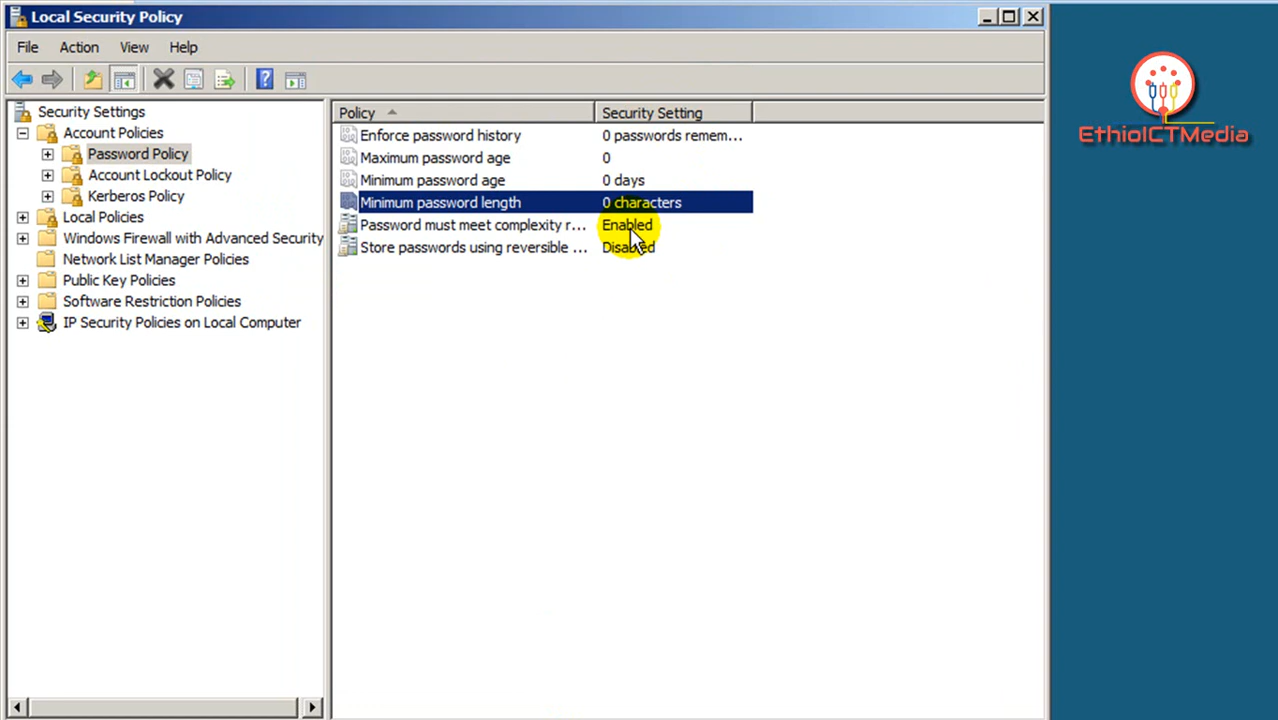 Local Security Policy
File Action View Help
Security Settings
Account Policies
Password Policy
Account Lockout Policy
Kerberos Policy
Local Policies
Windows Firewall with Advanced Security
Network List Manager Policies
Public Key Policies
Software Restriction Policies
IP Security Policies on Local Computer
Policy Security Setting
Enforce password history 0 passwords remem...
Maximum password age 0
Minimum password age 0 days
Minimum password length 0 characters
Password must meet complexity r... Enabled
Store passwords using reversible ... Disabled
EthioICTMedia